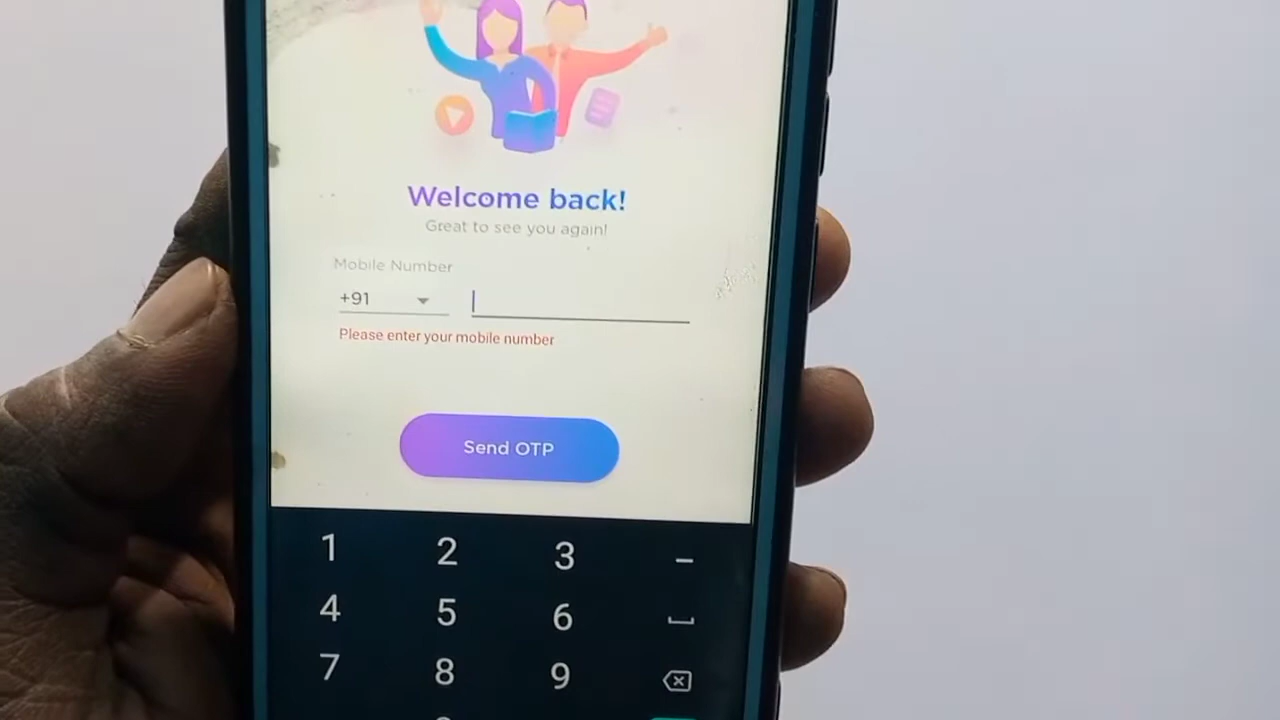 Welcome back!
Great to see you again!
Mobile Number
+91
Please enter your mobile number
Send OTP
1 2 3 –
4 5 6
7 8 9